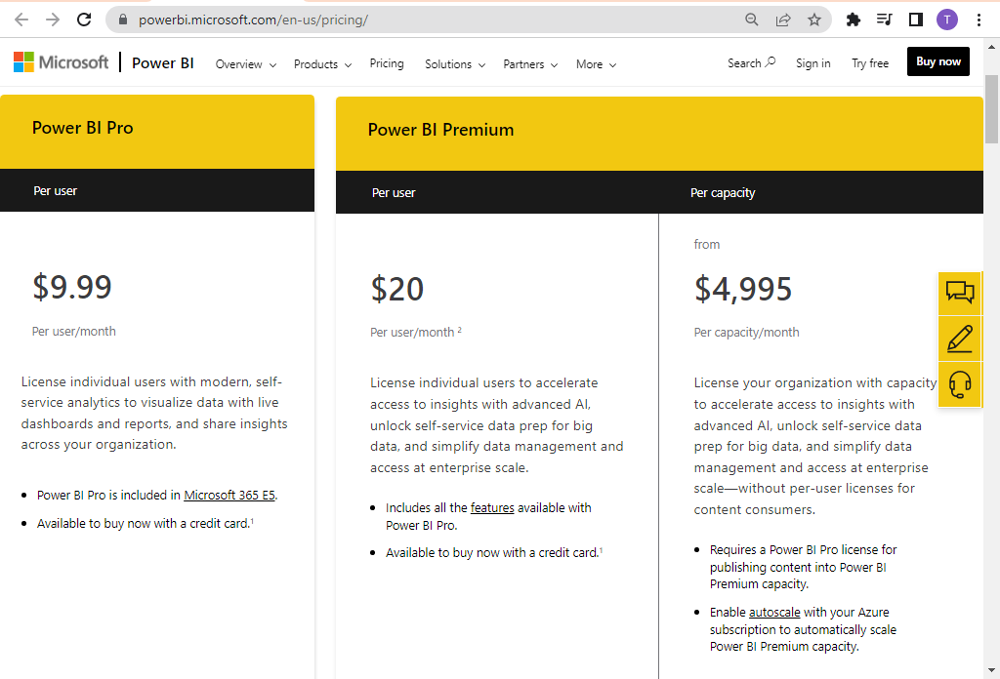 powerbi.microsoft.com/en-us/pricing/
T
Microsoft
Power BI
Overview
Products
Pricing
Solutions
Partners
More
Search
Sign in
Try free
Buy now
Power BI Pro
Per user
$9.99
Per user/month
License individual users with modern, self-
service analytics to visualize data with live
dashboards and reports, and share insights
across your organization.
• Power BI Pro is included in Microsoft 365 E5.
• Available to buy now with a credit card.¹
Power BI Premium
Per user
$20
Per user/month ²
License individual users to accelerate
access to insights with advanced AI,
unlock self-service data prep for big
data, and simplify data management and
access at enterprise scale.
• Includes all the features available with
Power BI Pro.
• Available to buy now with a credit card.¹
Per capacity
from
$4,995
Per capacity/month
License your organization with capacity
to accelerate access to insights with
advanced AI, unlock self-service data
prep for big data, and simplify data
management and access at enterprise
scale—without per-user licenses for
content consumers.
• Requires a Power BI Pro license for
publishing content into Power BI
Premium capacity.
• Enable autoscale with your Azure
subscription to automatically scale
Power BI Premium capacity.